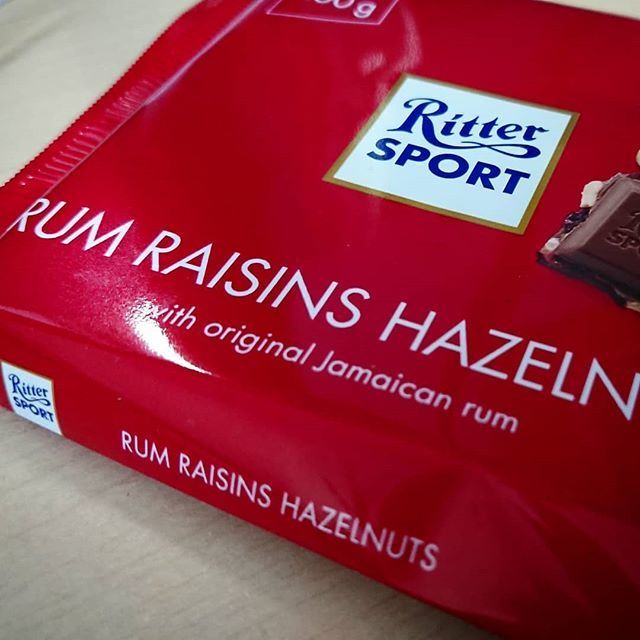 Ritter
SPORT
RUM RAISINS HAZELN
with original Jamaican rum
Ritter
SPORT
RUM RAISINS HAZELNUTS